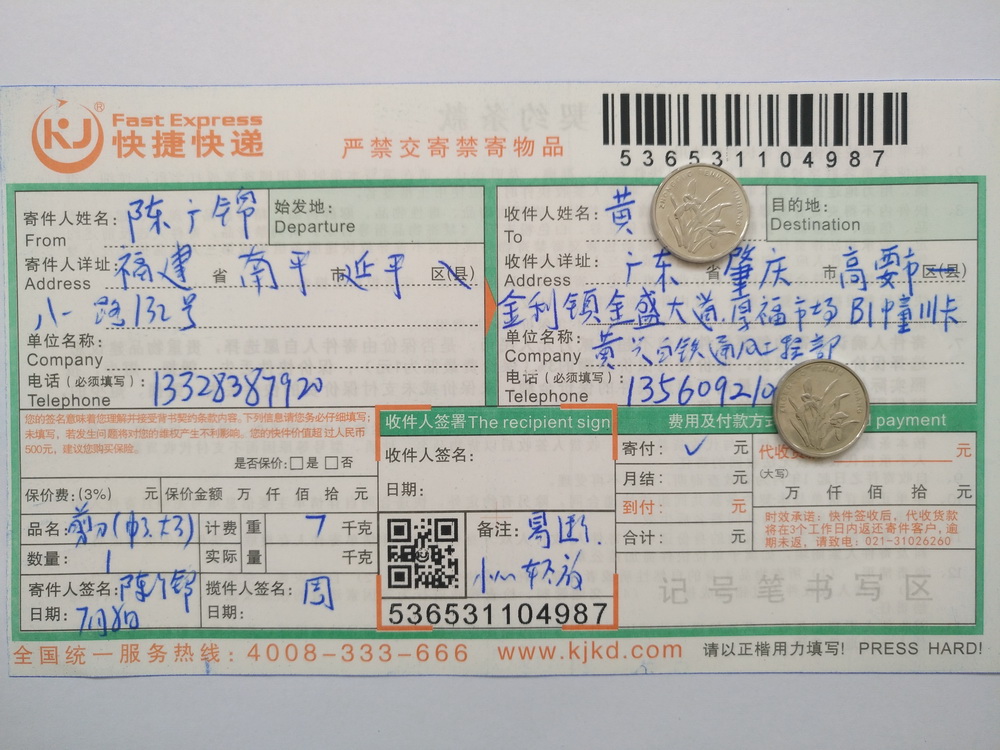 KJ ® Fast Express
快捷快递
严禁交寄禁寄物品
536531104987
寄件人姓名: 陈广锦
From
始发地:
Departure
寄件人详址: 福建 省 南平 市 延平 区(县)
Address
八一路132号
单位名称:
Company
电话(必须填写): 13328387920
Telephone
收件人姓名: 黄
To
目的地:
Destination
收件人详址: 广东 省 肇庆 市 高要市 区(县)
Address
金利镇金盛大道.厚福市场B1幢 卡
单位名称: 黄 白铁通风工程部
Company
电话(必须填写): 135609210
Telephone
您的签名意味着您理解并接受背书契约条款内容,下列信息请您务必仔细填写;
未填写,若发生问题将对您的维权产生不利影响。您的快件价值超过人民币
500元,建议您购买保险。
是否保价:□是 □否
保价费:(3%) 元 保价金额 万 仟 佰 拾 元
品名: 剪刀(中3.大3) 计费 重 7 千克
数量: 1 实际 量 千克
寄件人签名: 陈广锦
日期: 7月
揽件人签名: 周
日期:
收件人签署The recipient sign
收件人签名:
日期:
备注: 易断.
小心轻放
536531104987
费用及付款方式 payment
寄付: ✓ 元
月结: 元
到付: 元
合计: 元
代收 元
(大写)
万 仟 佰 拾 元
时效承诺:快件签收后,代收货款
将在3个工作日内返还寄件客户,逾
期未返,请致电:021-31026260
记号笔书写区
全国统一服务热线: 4008-333-666 www.kjkd.com 请以正楷用力填写! PRESS HARD!